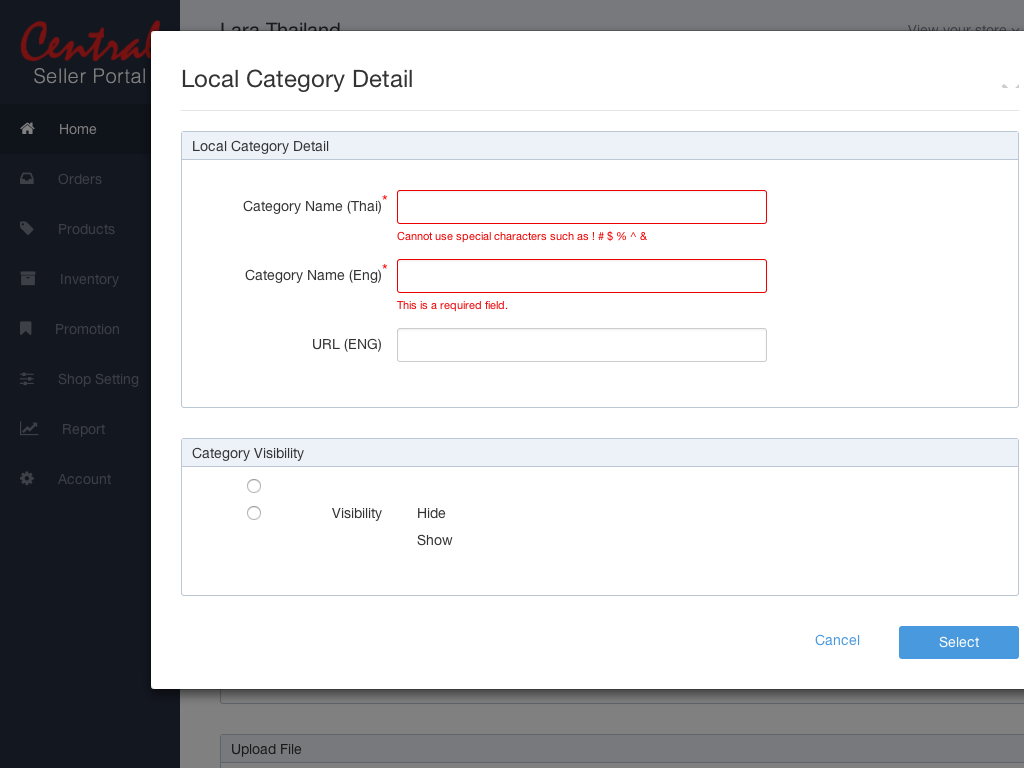 Lara Thailand
View your store
Central
Seller Portal
Local Category Detail
Home
Orders
Products
Inventory
Promotion
Shop Setting
Report
Account
Local Category Detail
Category Name (Thai)*
Cannot use special characters such as ! # $ % ^ &
Category Name (Eng)*
This is a required field.
URL (ENG)
Category Visibility
Visibility
Hide
Show
Cancel
Select
Upload File